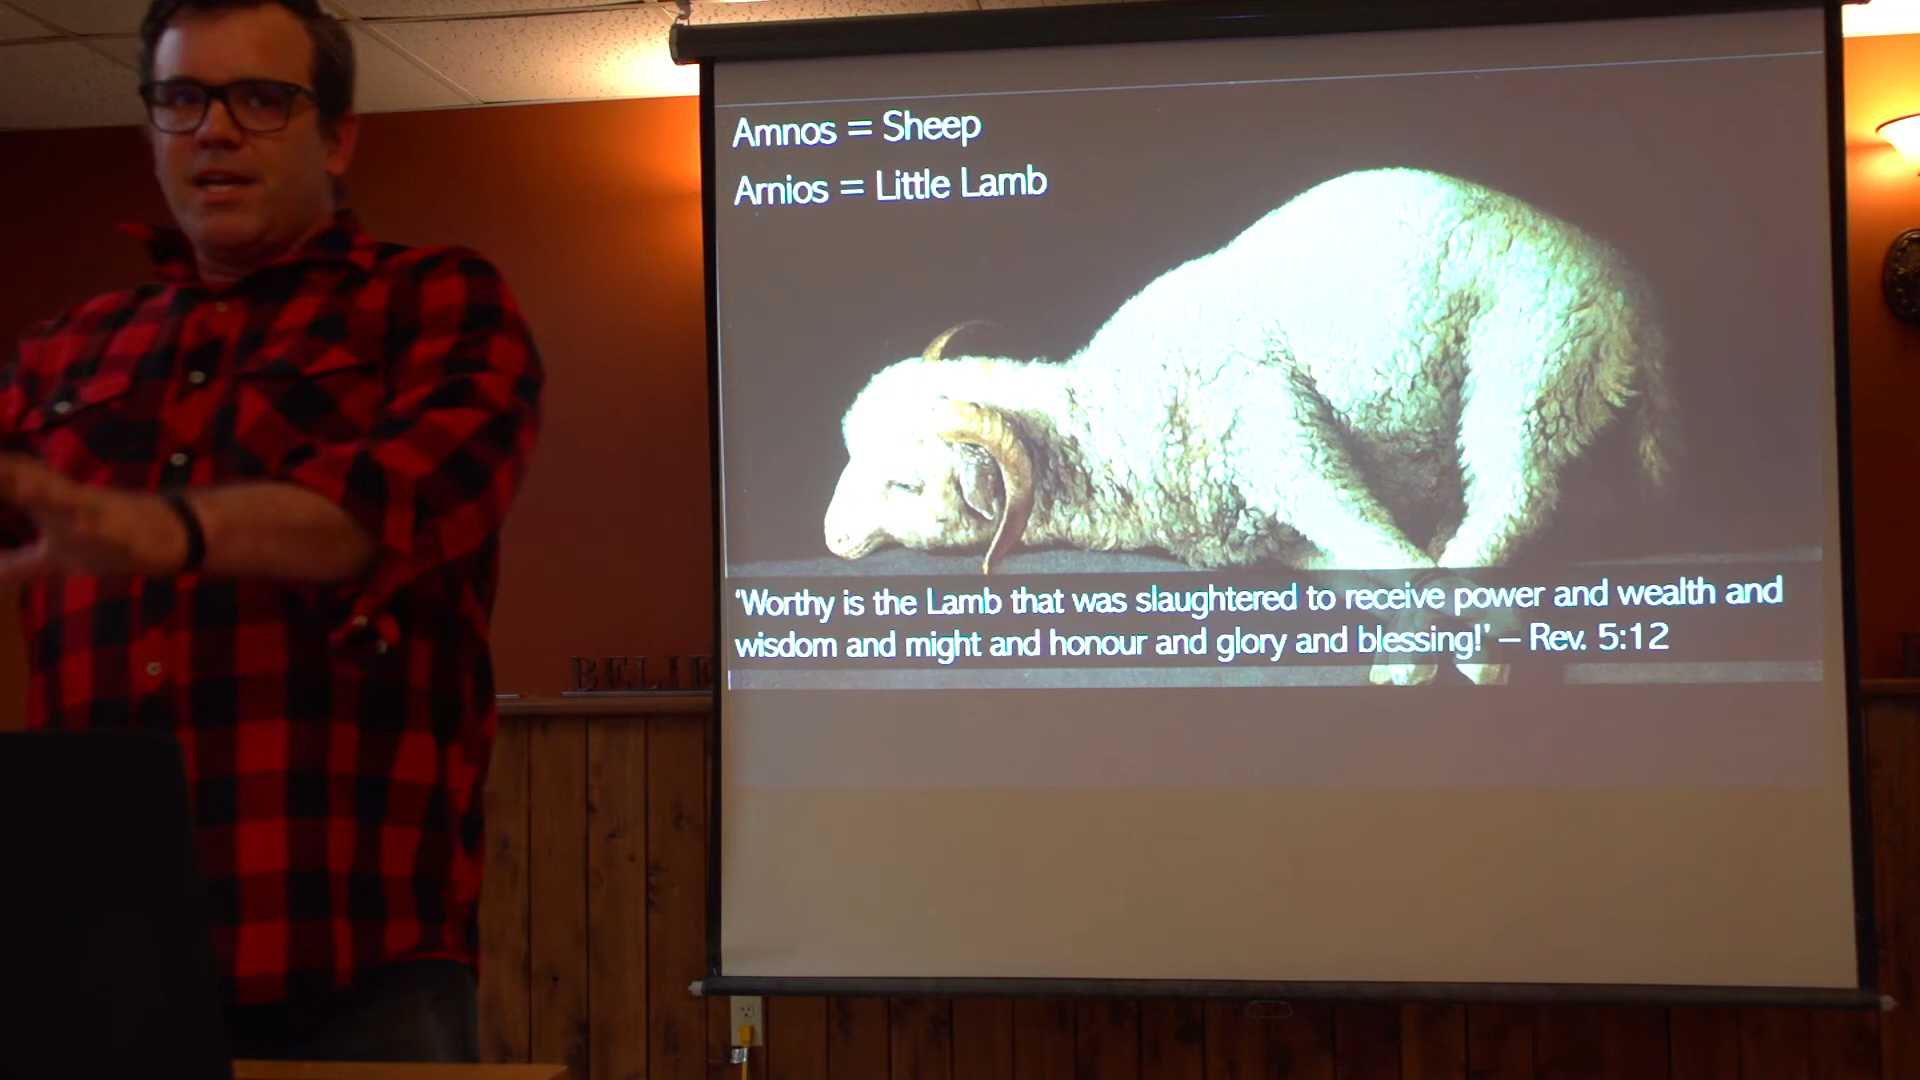 Amnos = Sheep
Arnios = Little Lamb
'Worthy is the Lamb that was slaughtered to receive power and wealth and
wisdom and might and honour and glory and blessing!' – Rev. 5:12
BELIE